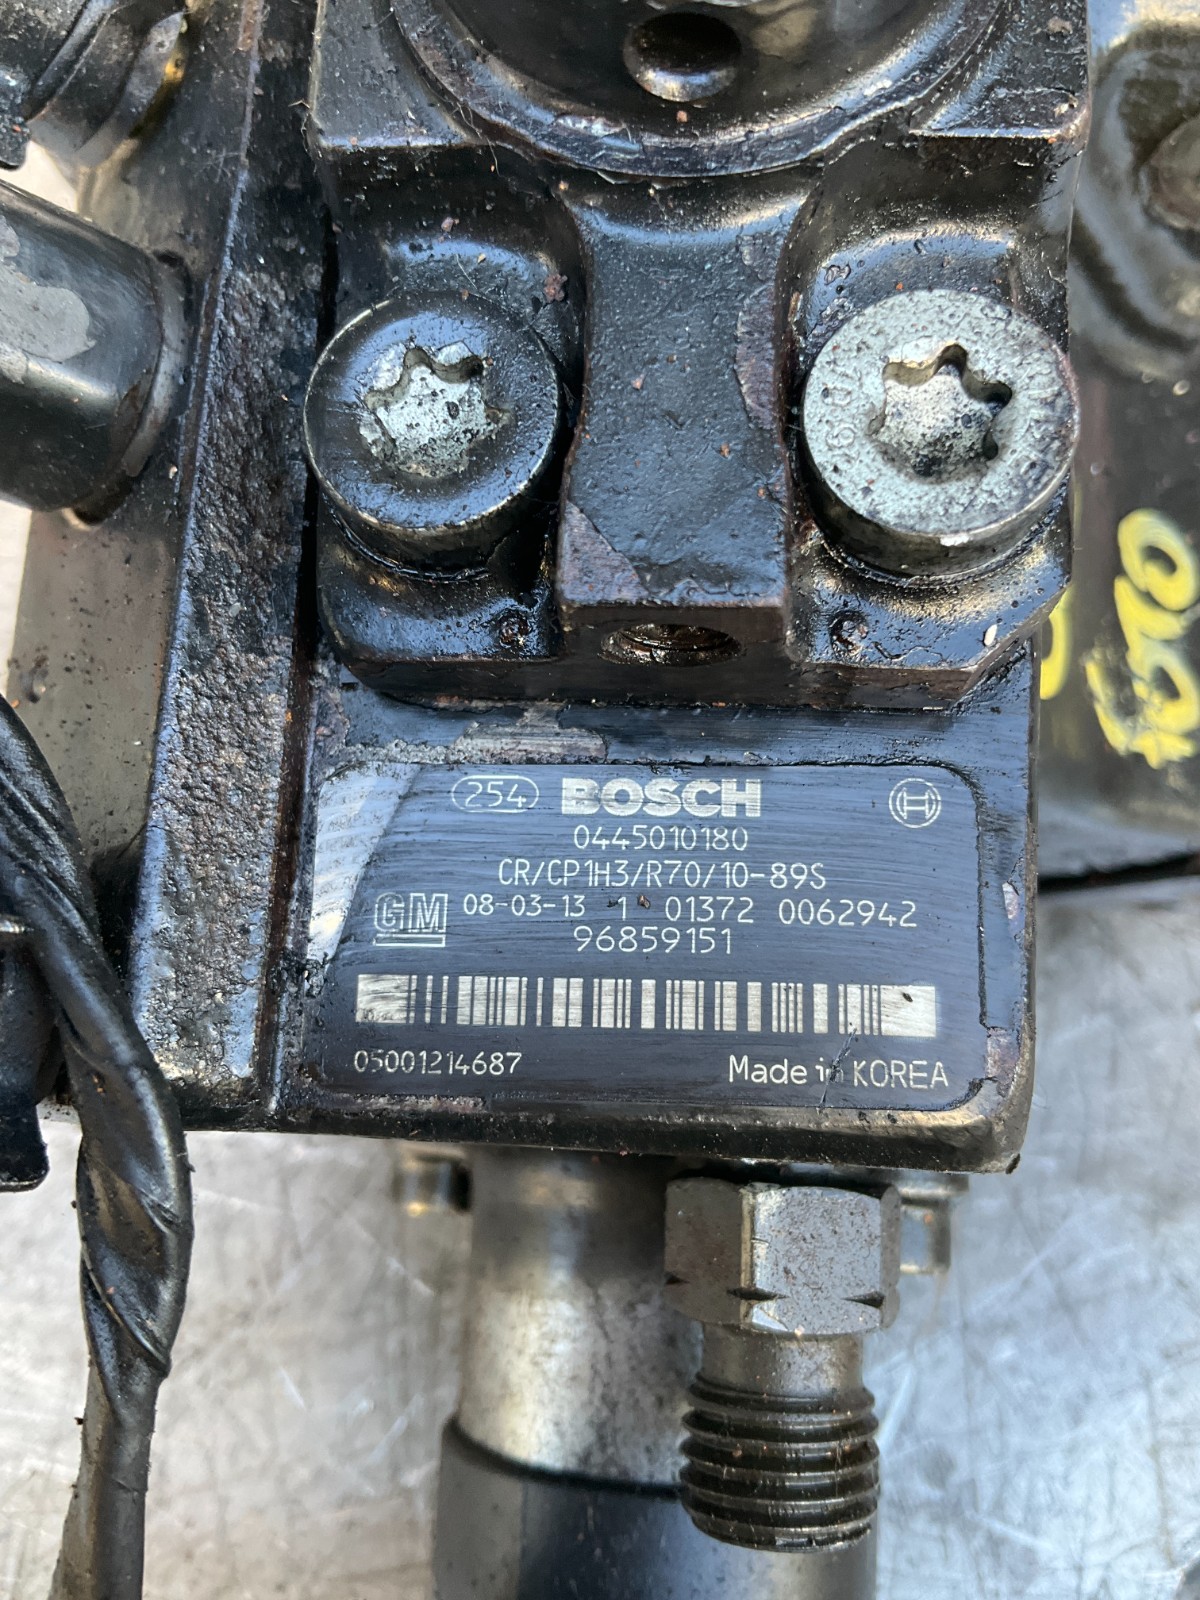 254 BOSCH
0445010180
CR/CP1H3/R70/10-89S
GM 08-03-13 1 01372 0062942
96859151
05001214687 Made in KOREA